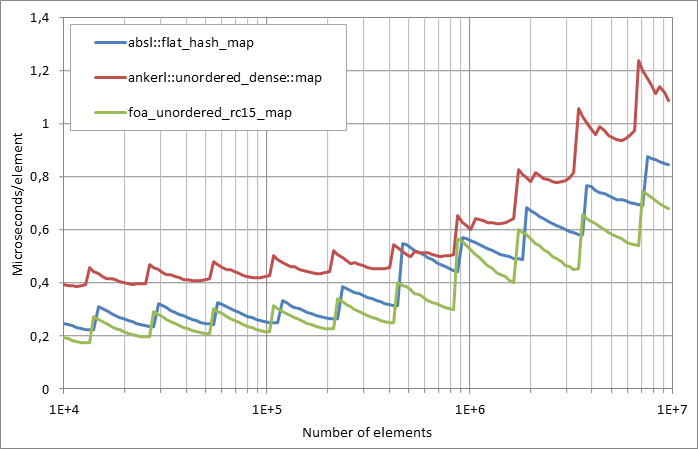 1,4
1,2
1
0,8
0,6
0,4
0,2
0
Microseconds/element
absl::flat_hash_map
ankerl::unordered_dense::map
foa_unordered_rc15_map
1E+4 1E+5 1E+6 1E+7
Number of elements